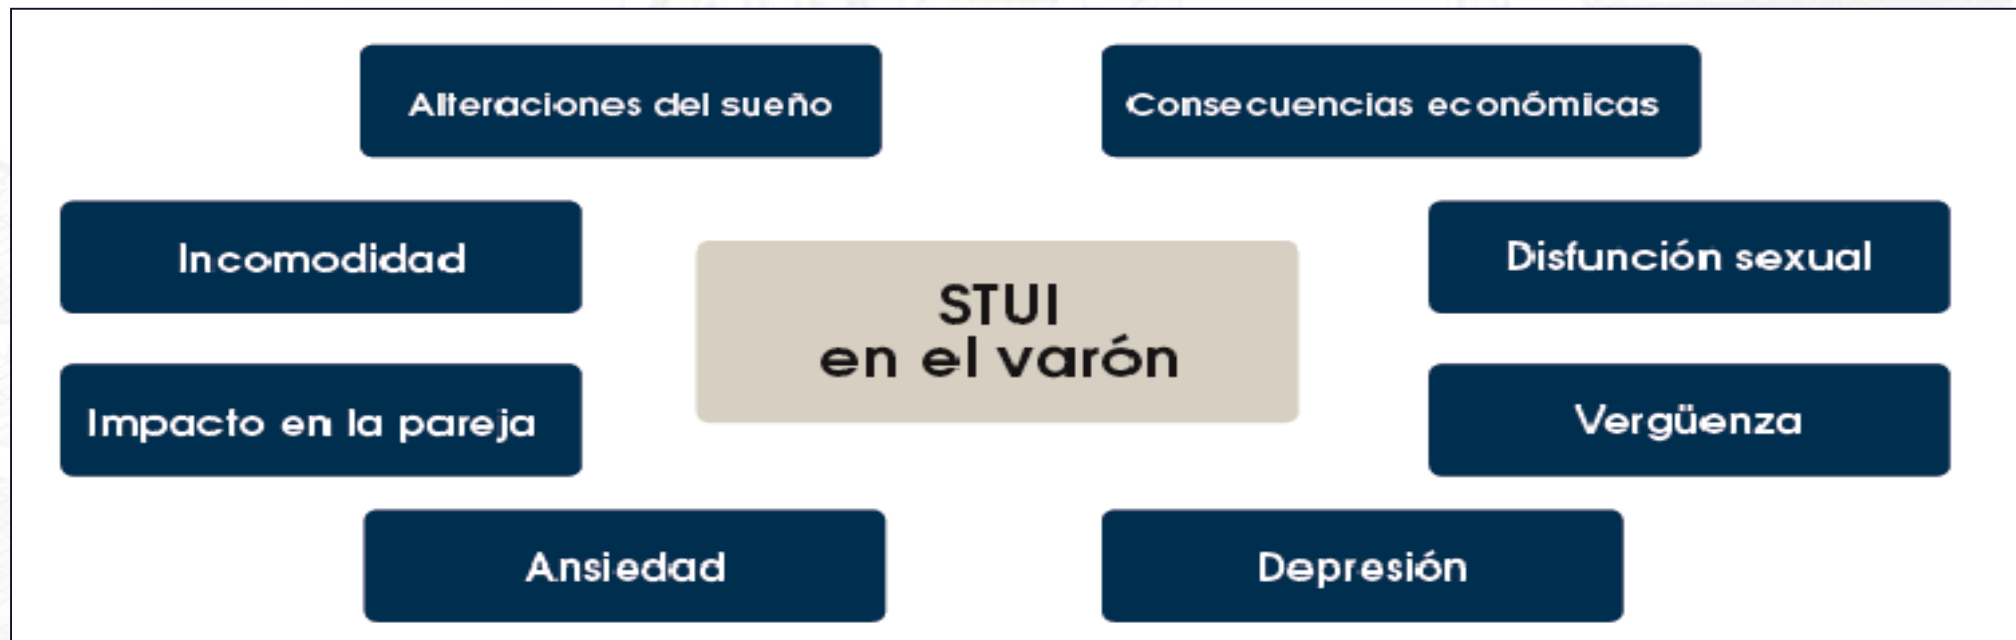 Alteraciones del sueño
Consecuencias económicas
Incomodidad
Disfunción sexual
STUI
en el varón
Impacto en la pareja
Vergüenza
Ansiedad
Depresión